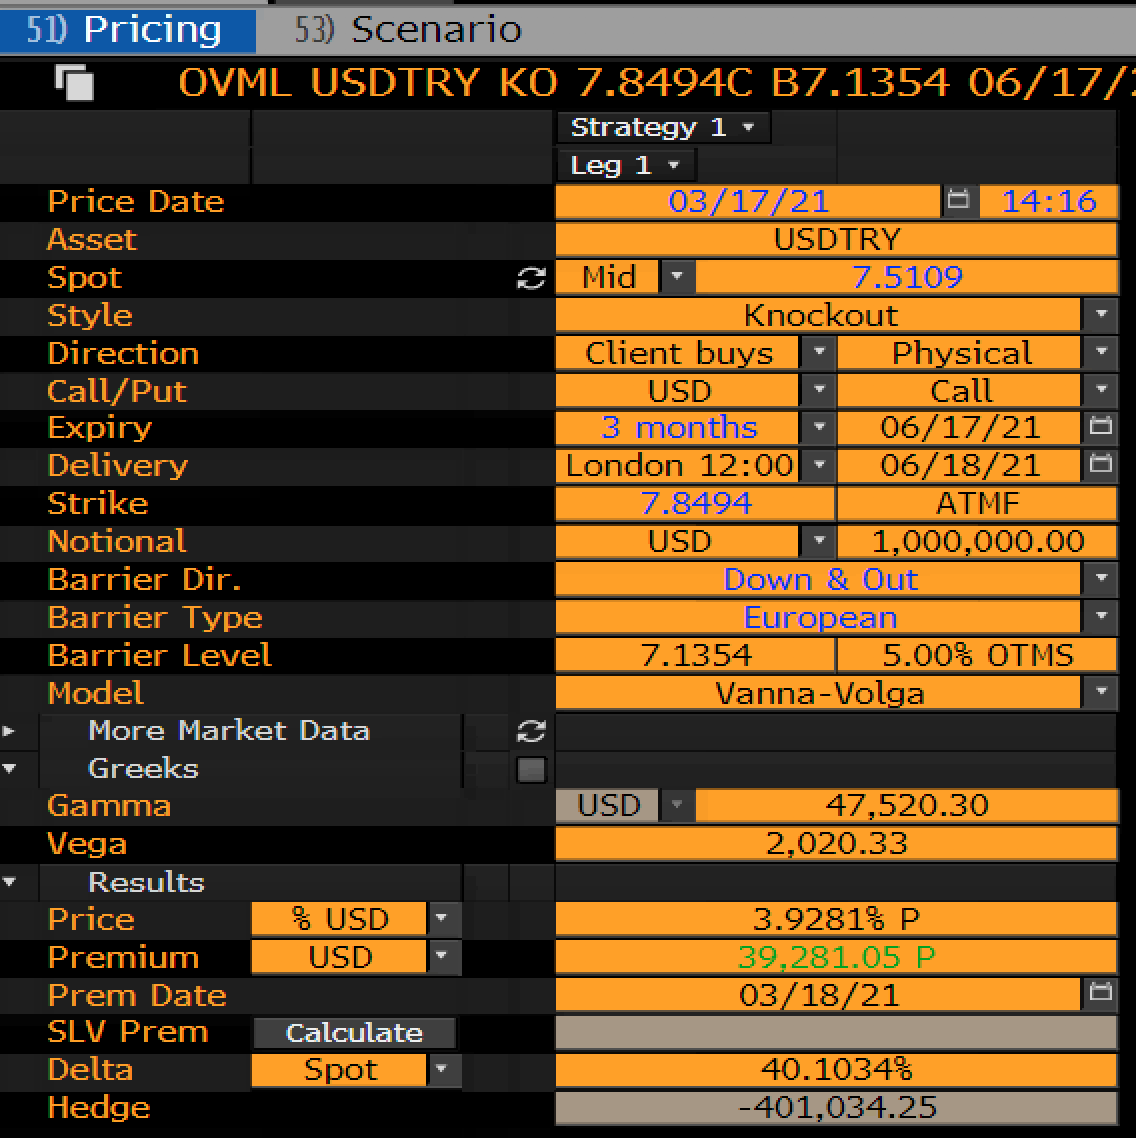 51) Pricing 53) Scenario
OVML USDTRY KO 7.8494C B7.1354 06/17/
Strategy 1
Leg 1
Price Date 03/17/21 14:16
Asset USDTRY
Spot Mid 7.5109
Style Knockout
Direction Client buys Physical
Call/Put USD Call
Expiry 3 months 06/17/21
Delivery London 12:00 06/18/21
Strike 7.8494 ATMF
Notional USD 1,000,000.00
Barrier Dir. Down & Out
Barrier Type European
Barrier Level 7.1354 5.00% OTMS
Model Vanna-Volga
More Market Data
Greeks
Gamma USD 47,520.30
Vega 2,020.33
Results
Price % USD 3.9281% P
Premium USD 39,281.05 P
Prem Date 03/18/21
SLV Prem Calculate
Delta Spot 40.1034%
Hedge -401,034.25